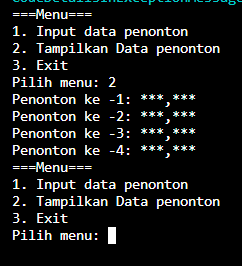 ===Menu===
1. Input data penonton
2. Tampilkan Data penonton
3. Exit
Pilih menu: 2
Penonton ke -1: ***,***
Penonton ke -2: ***,***
Penonton ke -3: ***,***
Penonton ke -4: ***,***
===Menu===
1. Input data penonton
2. Tampilkan Data penonton
3. Exit
Pilih menu: